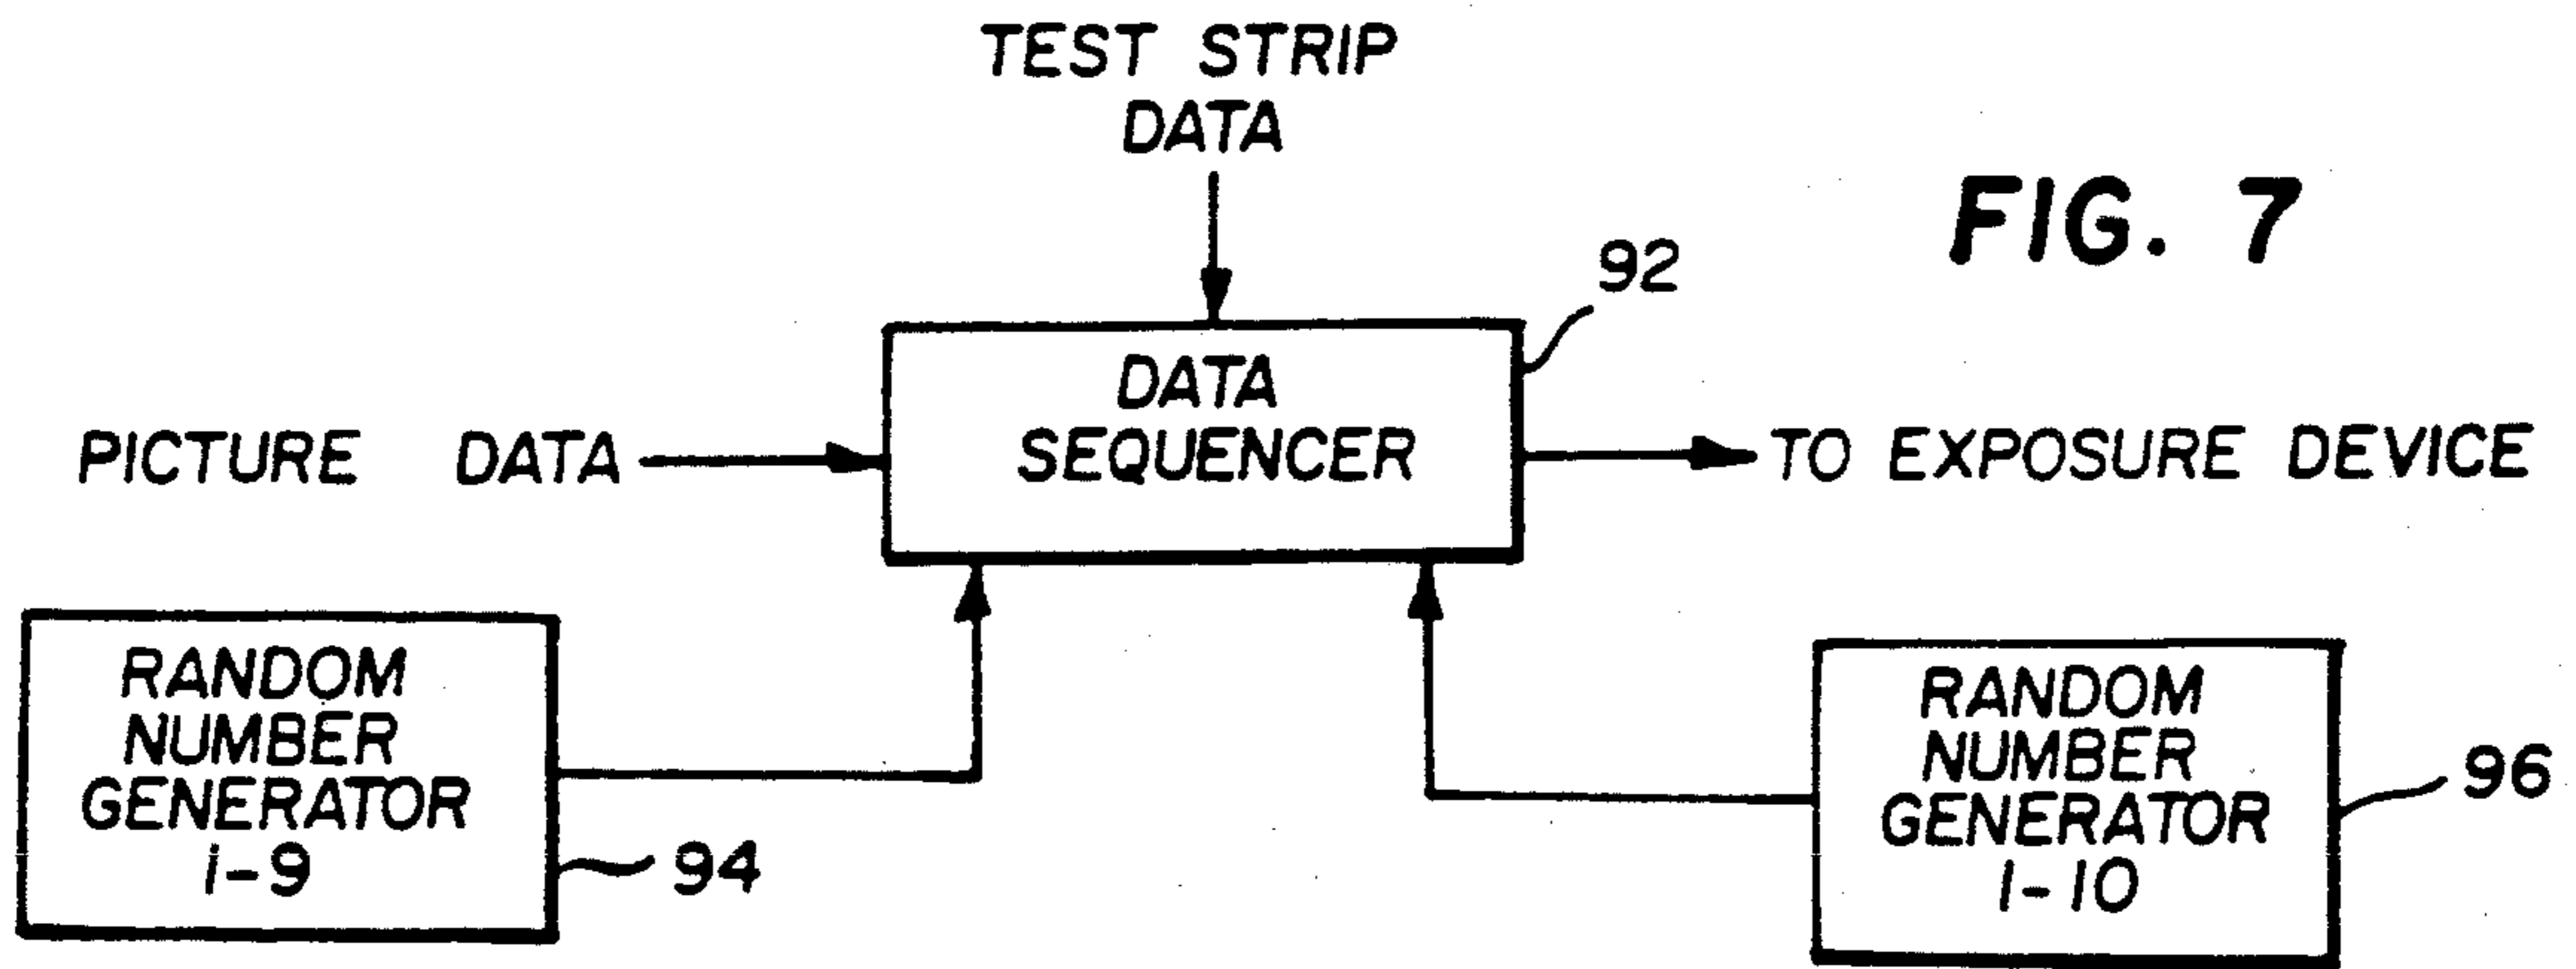 TEST STRIP
DATA
FIG. 7
92
DATA
SEQUENCER
PICTURE DATA
TO EXPOSURE DEVICE
RANDOM
NUMBER
GENERATOR
1-9
94
RANDOM
NUMBER
GENERATOR
1-10
96